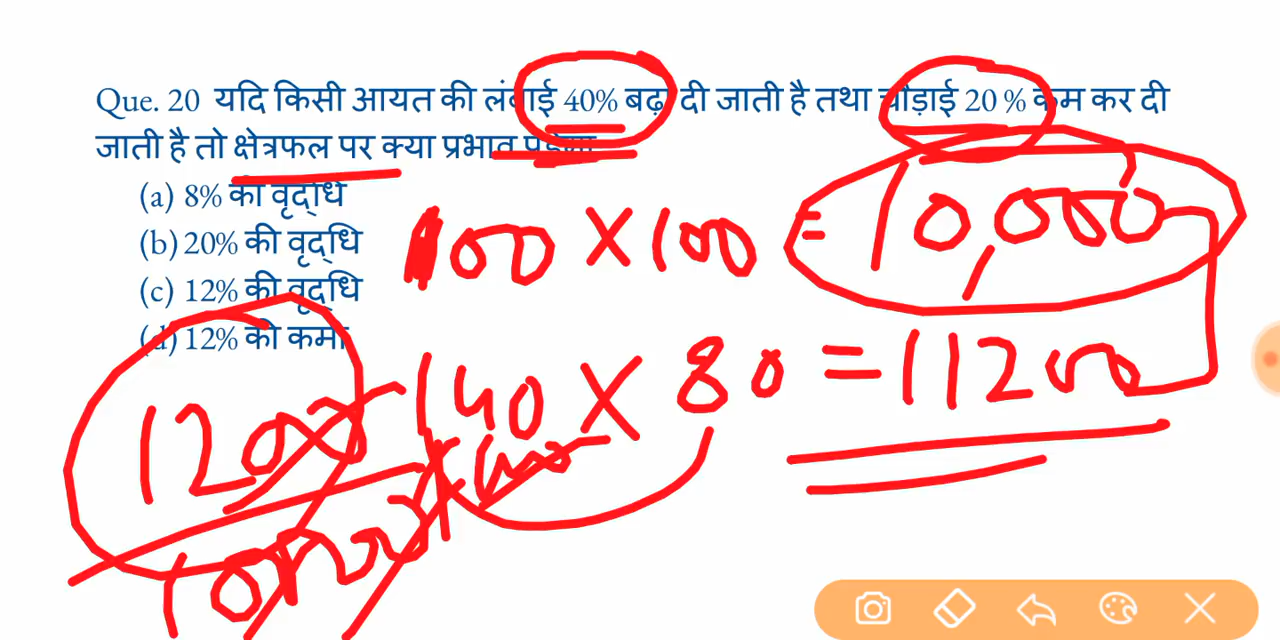 Que. 20 यदि किसी आयत की लंबाई 40% बढ़ा दी जाती है तथा चौड़ाई 20 % कम कर दी
जाती है तो क्षेत्रफल पर क्या प्रभाव पड़ेगा
(a) 8% की वृद्धि
(b) 20% की वृद्धि
(c) 12% की वृद्धि
(d) 12% की कमी
100 × 100 = 10,000
140 × 80 = 11200
1200
10000 × 100